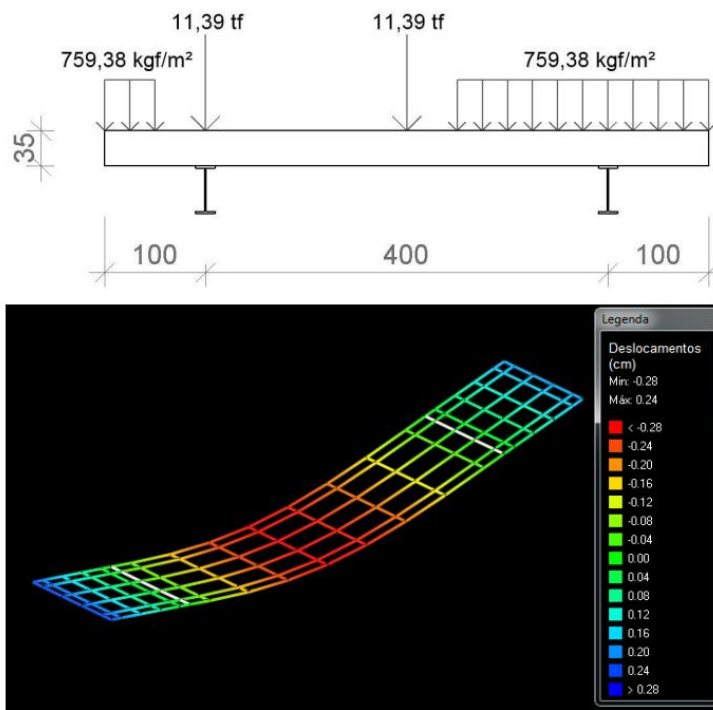 11,39 tf
11,39 tf
759,38 kgf/m²
759,38 kgf/m²
35
100
400
100
Legenda
Deslocamentos
(cm)
Min: -0.28
Máx: 0.24
< -0.28
-0.24
-0.20
-0.16
-0.12
-0.08
-0.04
0.00
0.04
0.08
0.12
0.16
0.20
0.24
> 0.28